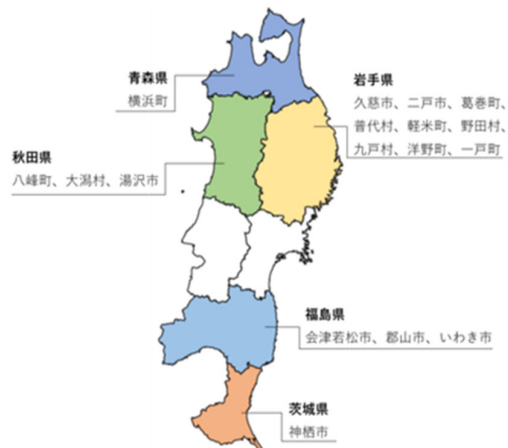 青森県
横浜町
岩手県
久慈市、二戸市、葛巻町、
普代村、軽米町、野田村、
九戸村、洋野町、一戸町
秋田県
八峰町、大潟村、湯沢市
福島県
会津若松市、郡山市、いわき市
茨城県
神栖市